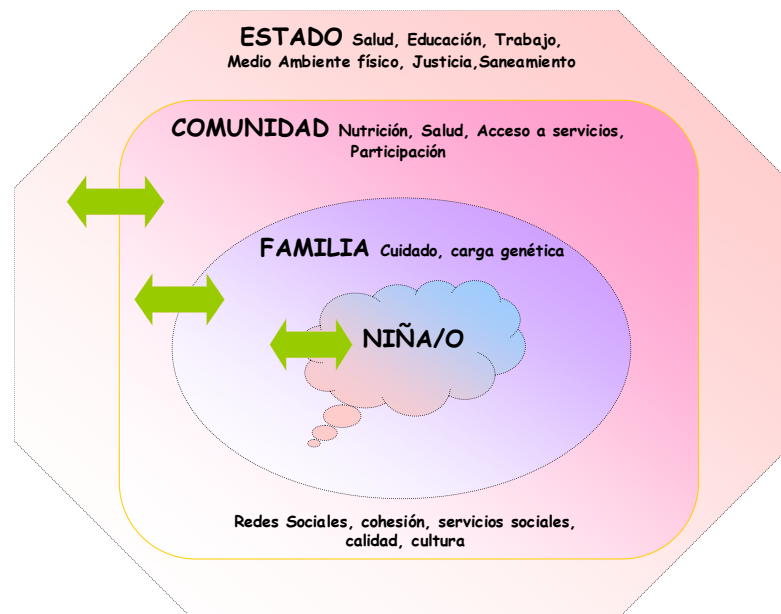 ESTADO Salud, Educación, Trabajo,
Medio Ambiente físico, Justicia,Saneamiento
COMUNIDAD Nutrición, Salud, Acceso a servicios,
Participación
FAMILIA Cuidado, carga genética
NIÑA/O
Redes Sociales, cohesión, servicios sociales,
calidad, cultura